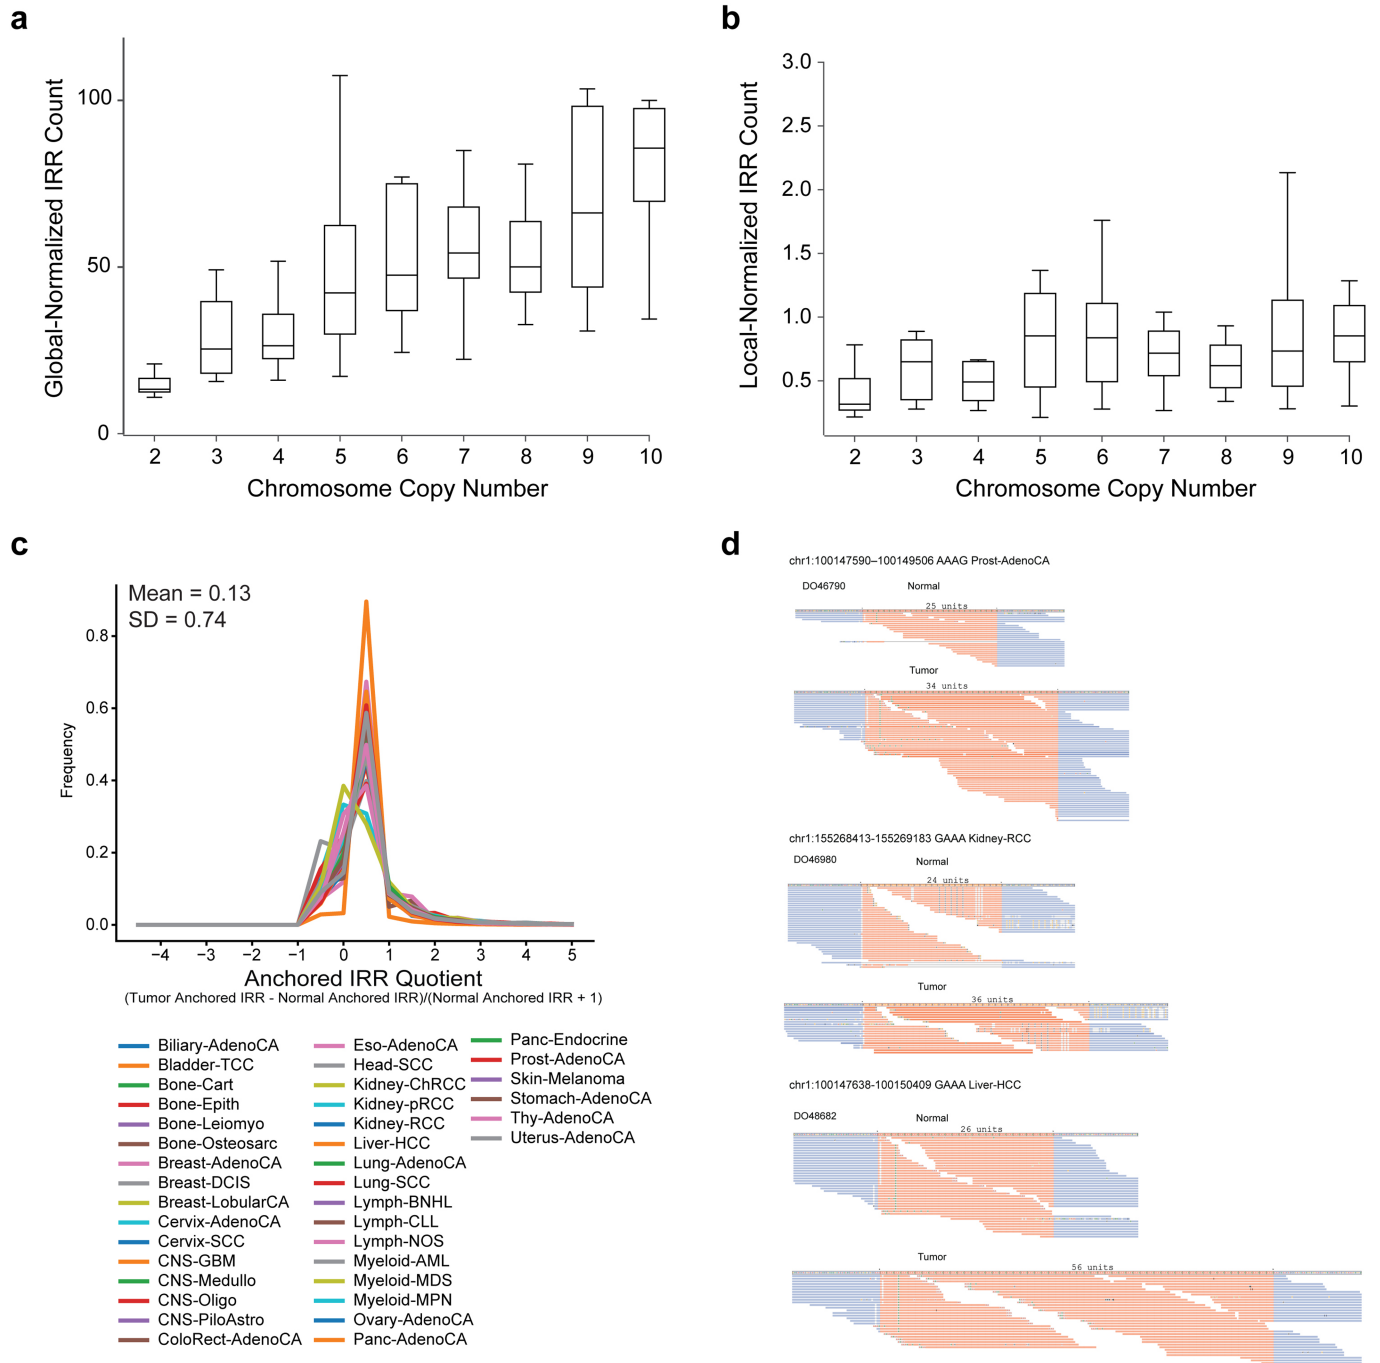 a
Global-Normalized IRR Count
100
50
0
2 3 4 5 6 7 8 9 10
Chromosome Copy Number
b
Local-Normalized IRR Count
3.0
2.5
2.0
1.5
1.0
0.5
2 3 4 5 6 7 8 9 10
Chromosome Copy Number
c
Mean = 0.13
SD = 0.74
Frequency
0.8
0.6
0.4
0.2
0.0
−4 −3 −2 −1 0 1 2 3 4 5
Anchored IRR Quotient
(Tumor Anchored IRR - Normal Anchored IRR)/(Normal Anchored IRR + 1)
Biliary-AdenoCA
Bladder-TCC
Bone-Cart
Bone-Epith
Bone-Leiomyo
Bone-Osteosarc
Breast-AdenoCA
Breast-DCIS
Breast-LobularCA
Cervix-AdenoCA
Cervix-SCC
CNS-GBM
CNS-Medullo
CNS-Oligo
CNS-PiloAstro
ColoRect-AdenoCA
Eso-AdenoCA
Head-SCC
Kidney-ChRCC
Kidney-pRCC
Kidney-RCC
Liver-HCC
Lung-AdenoCA
Lung-SCC
Lymph-BNHL
Lymph-CLL
Lymph-NOS
Myeloid-AML
Myeloid-MDS
Myeloid-MPN
Ovary-AdenoCA
Panc-AdenoCA
Panc-Endocrine
Prost-AdenoCA
Skin-Melanoma
Stomach-AdenoCA
Thy-AdenoCA
Uterus-AdenoCA
d
chr1:100147590–100149506 AAAG Prost-AdenoCA
DO46790 Normal
25 units
Tumor
34 units
chr1:155268413-155269183 GAAA Kidney-RCC
DO46980 Normal
24 units
Tumor
36 units
chr1:100147638-100150409 GAAA Liver-HCC
DO48682 Normal
26 units
Tumor
56 units